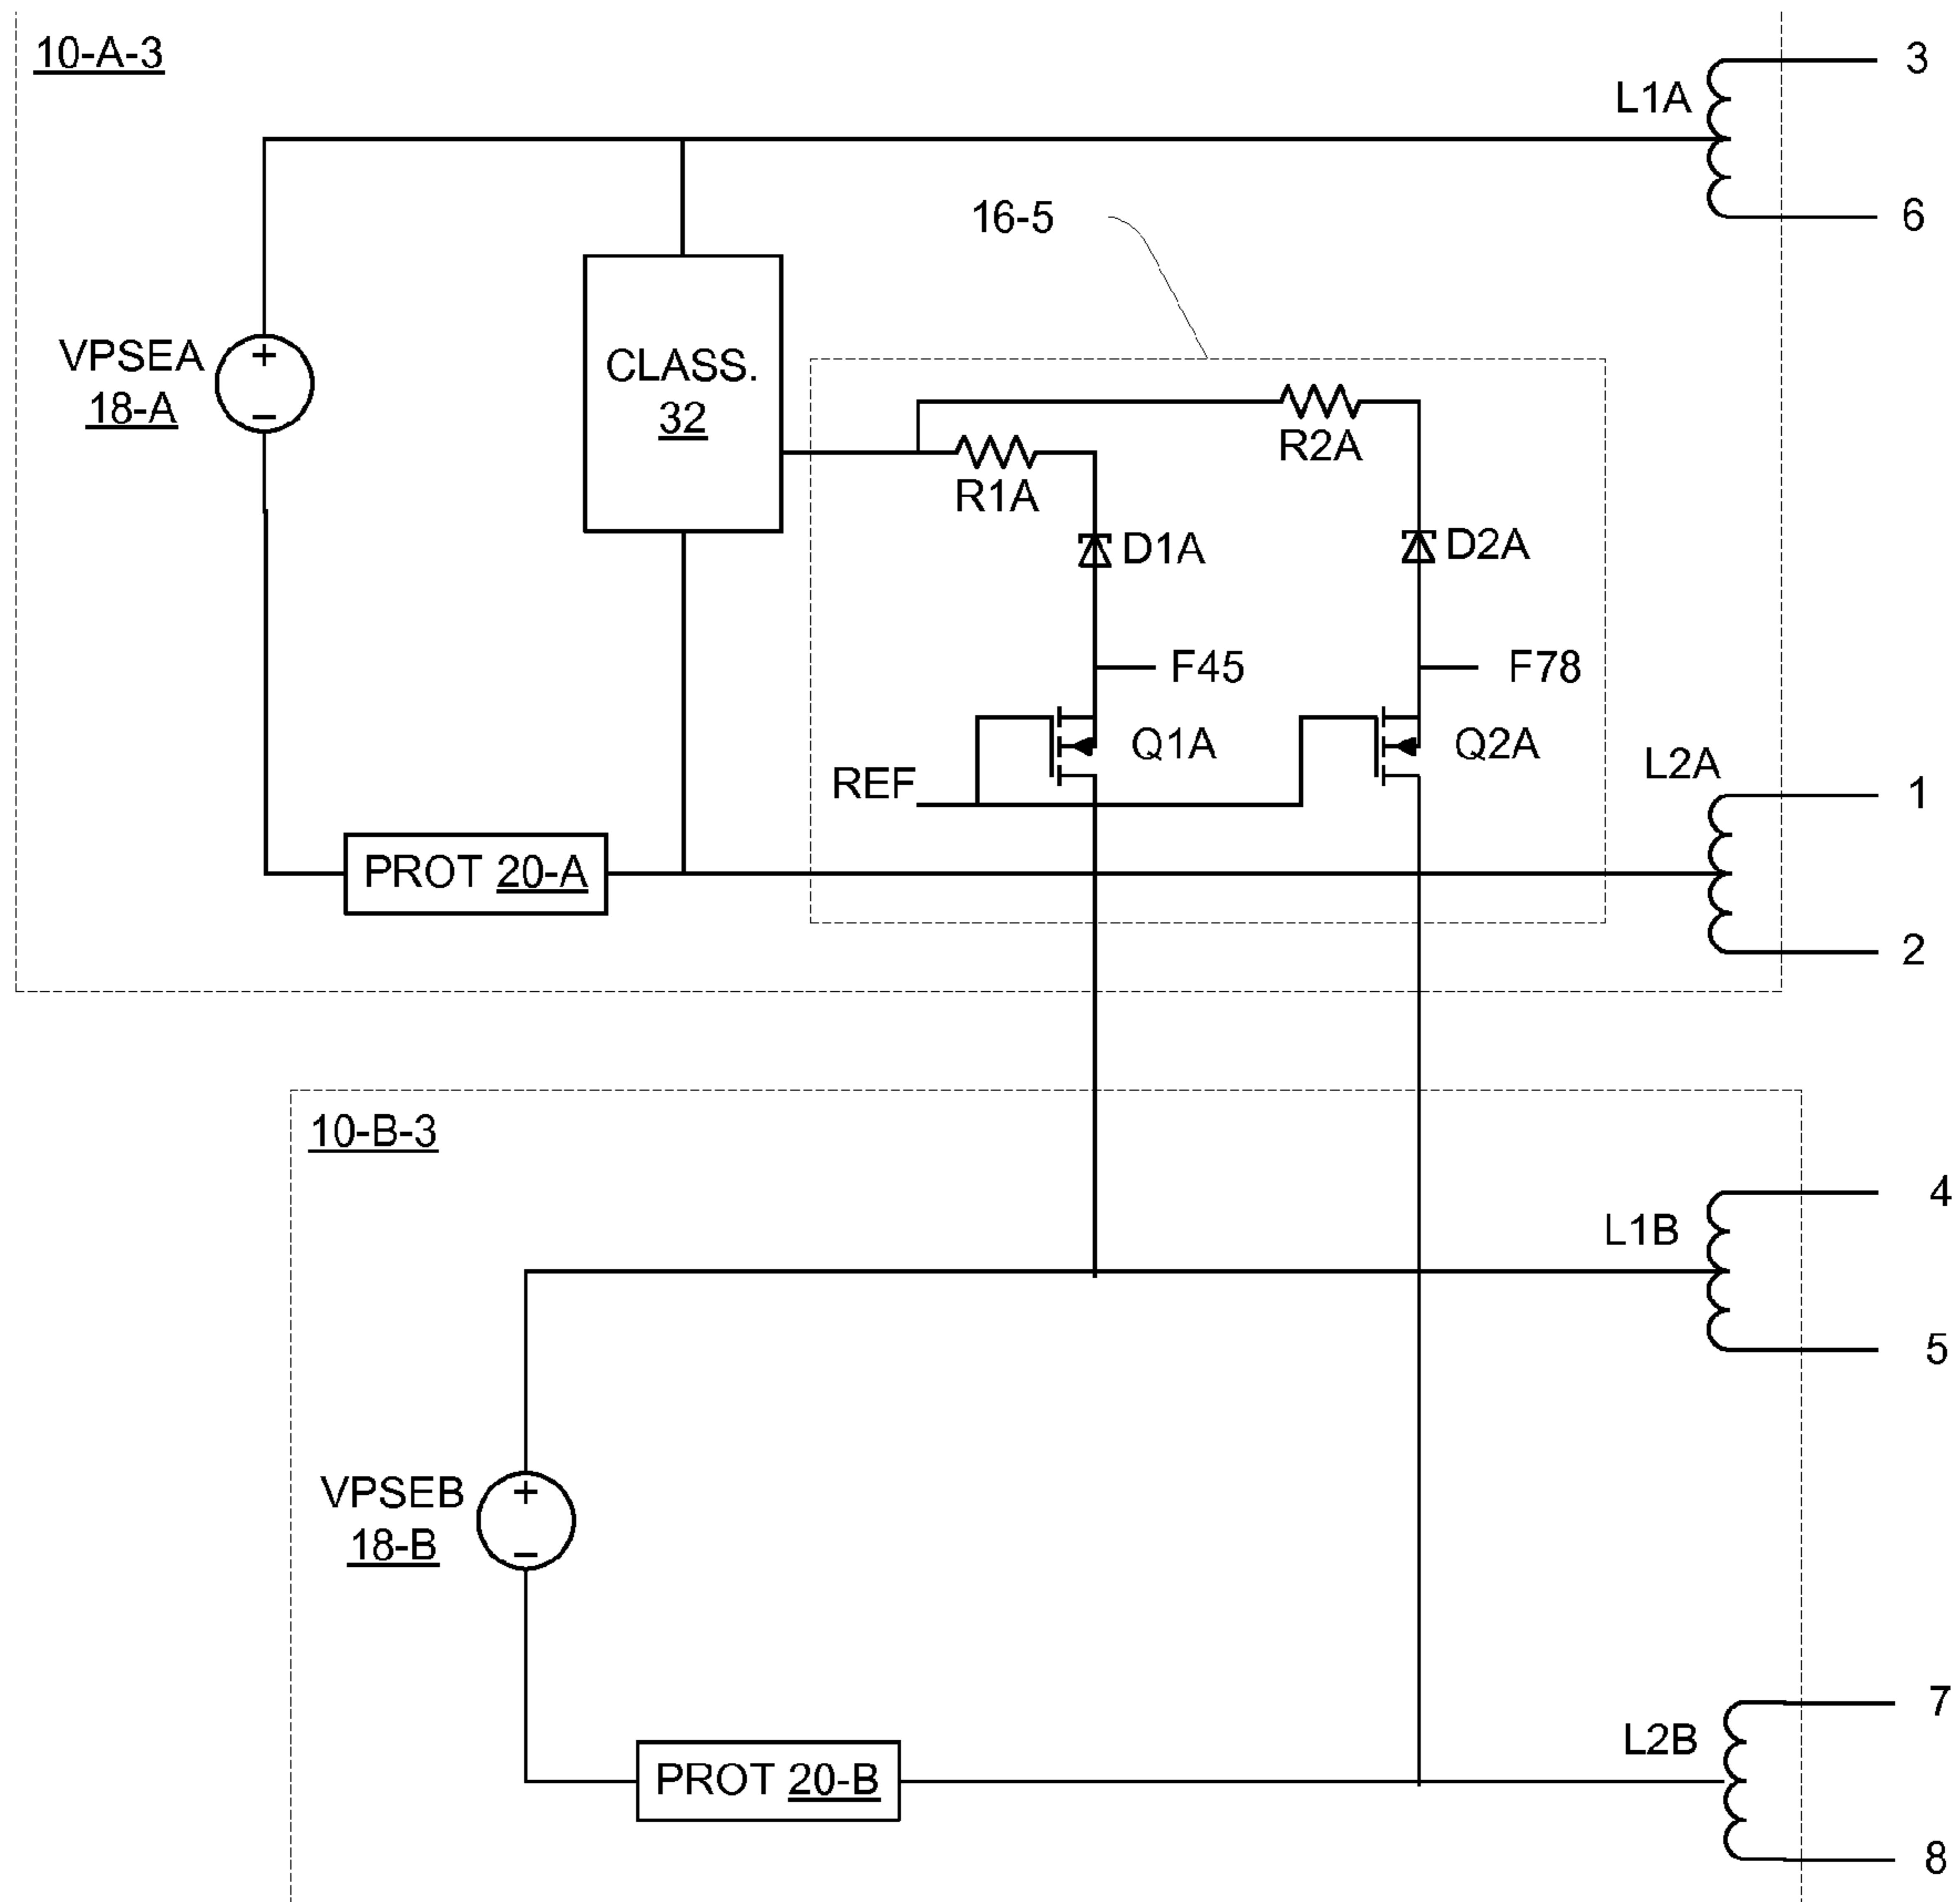 10-A-3
3
L1A
6
16-5
VPSEA
18-A
+
−
CLASS.
32
R2A
R1A
D1A
D2A
F45
F78
Q1A
Q2A
REF
L2A
1
PROT 20-A
2
10-B-3
4
L1B
5
VPSEB
18-B
+
−
7
L2B
PROT 20-B
8